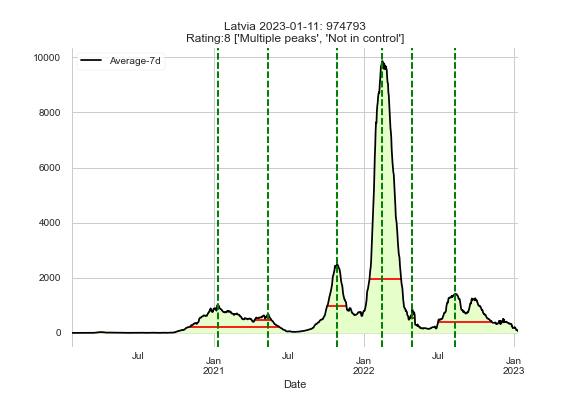 Latvia 2023-01-11: 974793
Rating:8 ['Multiple peaks', 'Not in control']
Average-7d
10000
8000
6000
4000
2000
0
Jul
Jan
2021
Jul
Jan
2022
Jul
Jan
2023
Date